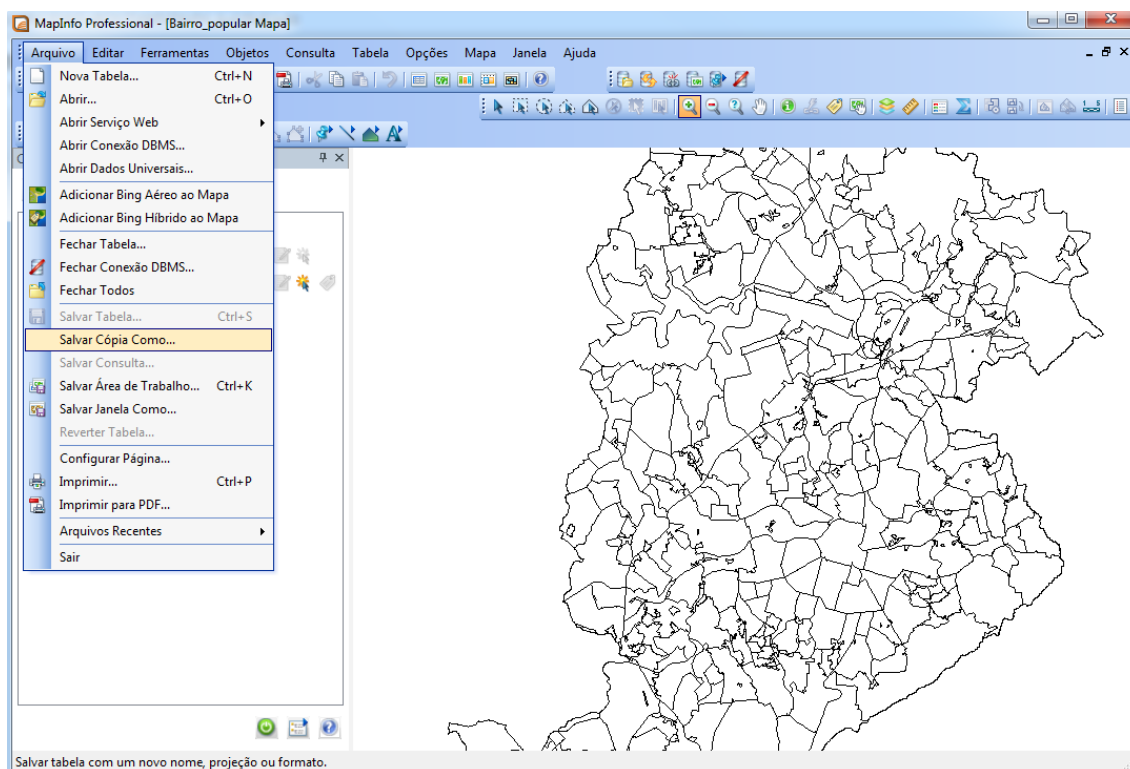 MapInfo Professional - [Bairro_popular Mapa]
Arquivo Editar Ferramentas Objetos Consulta Tabela Opções Mapa Janela Ajuda
Nova Tabela... Ctrl+N
Abrir... Ctrl+O
Abrir Serviço Web
Abrir Conexão DBMS...
Abrir Dados Universais...
Adicionar Bing Aéreo ao Mapa
Adicionar Bing Híbrido ao Mapa
Fechar Tabela...
Fechar Conexão DBMS...
Fechar Todos
Salvar Tabela... Ctrl+S
Salvar Cópia Como...
Salvar Consulta...
Salvar Área de Trabalho... Ctrl+K
Salvar Janela Como...
Reverter Tabela...
Configurar Página...
Imprimir... Ctrl+P
Imprimir para PDF...
Arquivos Recentes
Sair
Salvar tabela com um novo nome, projeção ou formato.